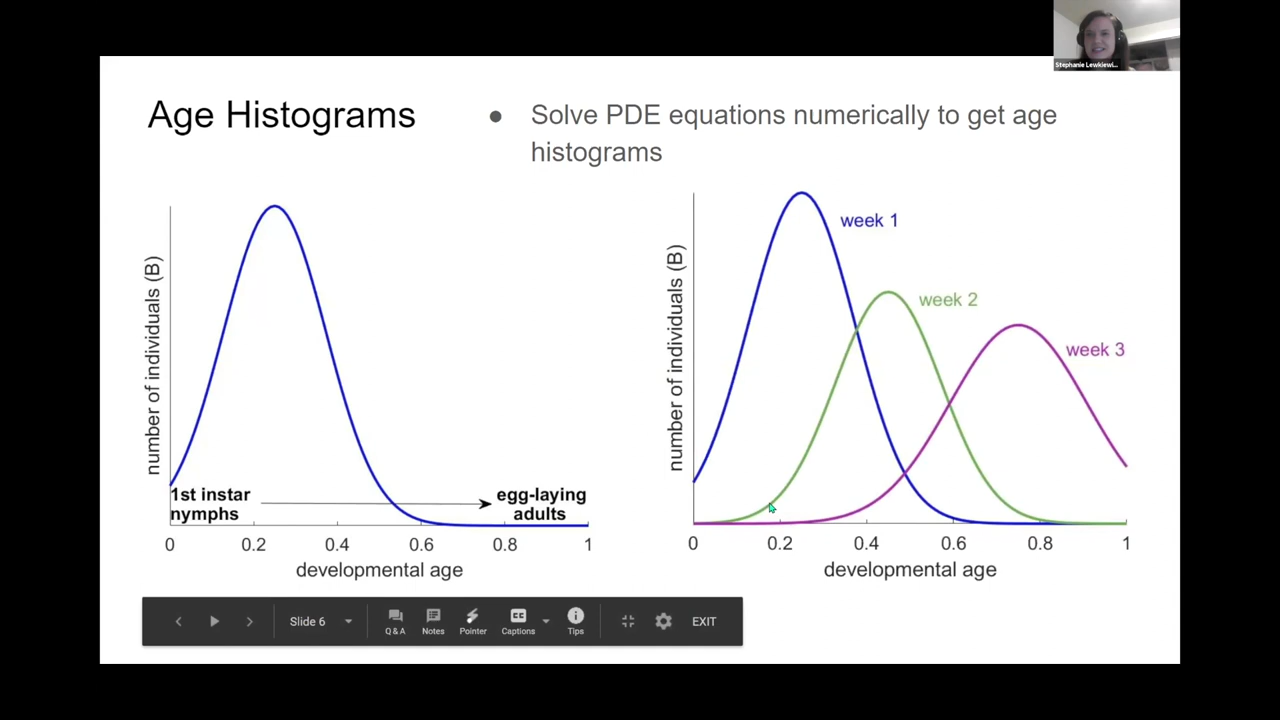 Stephanie Lewkiewi...
Age Histograms
● Solve PDE equations numerically to get age
histograms
number of individuals (B)
1st instar
nymphs
egg-laying
adults
0 0.2 0.4 0.6 0.8 1
developmental age
number of individuals (B)
week 1
week 2
week 3
0 0.2 0.4 0.6 0.8 1
developmental age
Slide 6
Q & A
Notes
Pointer
CC
Captions
Tips
EXIT